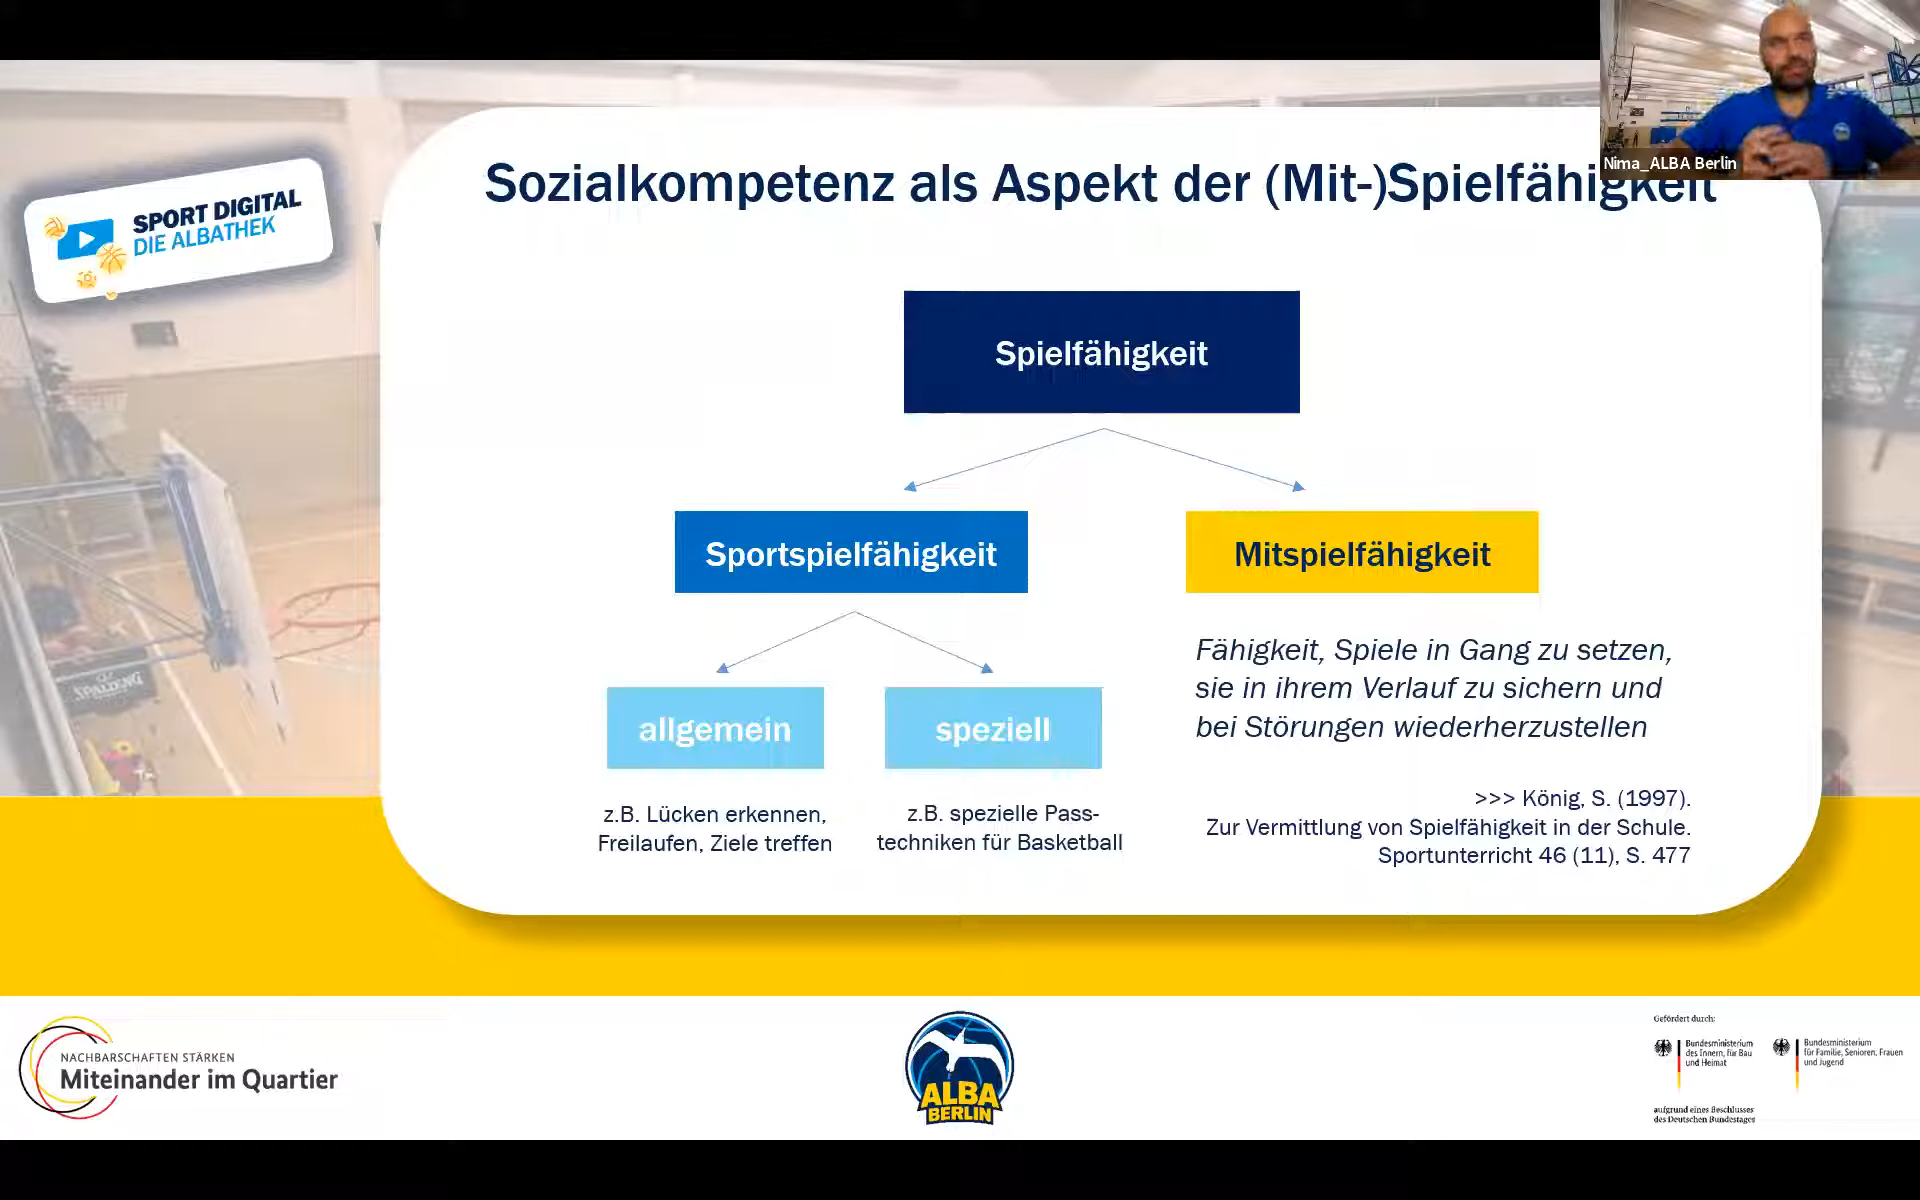 Nima_ALBA Berlin
SPORT DIGITAL
DIE ALBATHEK
Sozialkompetenz als Aspekt der (Mit-)Spielfähigkeit
Spielfähigkeit
Sportspielfähigkeit
Mitspielfähigkeit
Fähigkeit, Spiele in Gang zu setzen,
sie in ihrem Verlauf zu sichern und
bei Störungen wiederherzustellen
allgemein
speziell
z.B. Lücken erkennen,
Freilaufen, Ziele treffen
z.B. spezielle Pass-
techniken für Basketball
>>> König, S. (1997).
Zur Vermittlung von Spielfähigkeit in der Schule.
Sportunterricht 46 (11), S. 477
SPALDING
NACHBARSCHAFTEN STÄRKEN
Miteinander im Quartier
ALBA
BERLIN
Gefördert durch:
Bundesministerium
des Innern, für Bau
und Heimat
Bundesministerium
für Familie, Senioren, Frauen
und Jugend
aufgrund eines Beschlusses
des Deutschen Bundestages